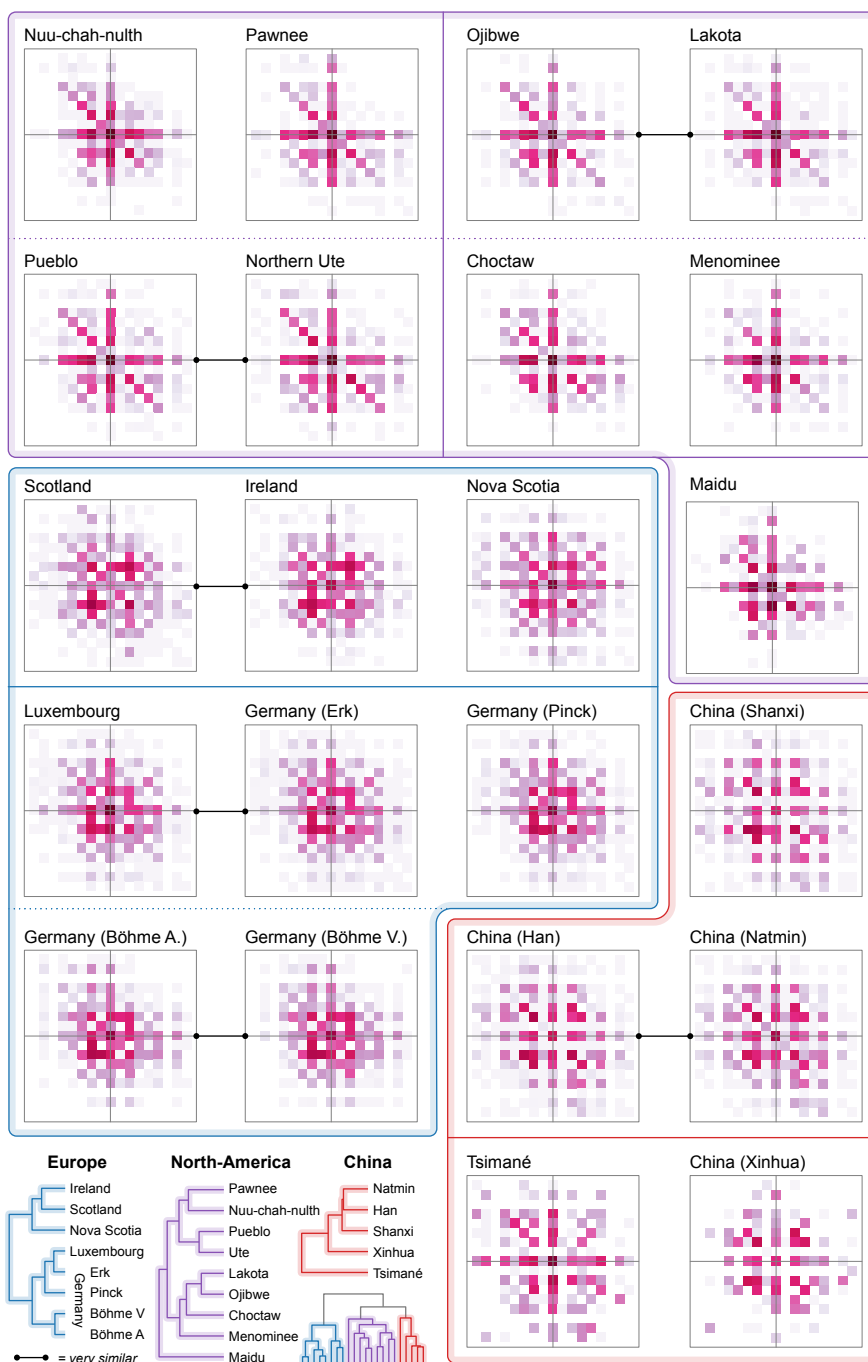 Nuu-chah-nulth Pawnee Ojibwe Lakota
Pueblo Northern Ute Choctaw Menominee
Scotland Ireland Nova Scotia Maidu
Luxembourg Germany (Erk) Germany (Pinck) China (Shanxi)
Germany (Böhme A.) Germany (Böhme V.) China (Han) China (Natmin)
Tsimané China (Xinhua)
Europe
Ireland
Scotland
Nova Scotia
Luxembourg
Erk
Pinck
Böhme V
Böhme A
Germany
= very similar
North-America
Pawnee
Nuu-chah-nulth
Pueblo
Ute
Lakota
Ojibwe
Choctaw
Menominee
Maidu
China
Natmin
Han
Shanxi
Xinhua
Tsimané